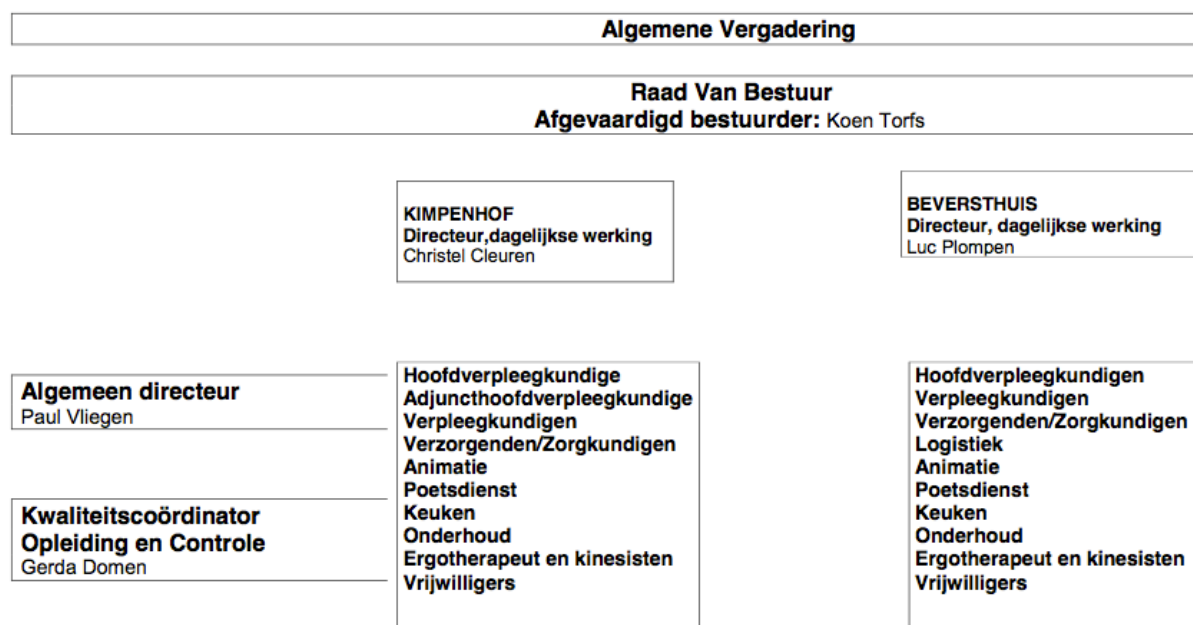 Algemene Vergadering
Raad Van Bestuur
Afgevaardigd bestuurder: Koen Torfs
KIMPENHOF
Directeur,dagelijkse werking
Christel Cleuren
BEVERSTHUIS
Directeur, dagelijkse werking
Luc Plompen
Algemeen directeur
Paul Vliegen
Kwaliteitscoördinator
Opleiding en Controle
Gerda Domen
Hoofdverpleegkundige
Adjuncthoofdverpleegkundige
Verpleegkundigen
Verzorgenden/Zorgkundigen
Animatie
Poetsdienst
Keuken
Onderhoud
Ergotherapeut en kinesisten
Vrijwilligers
Hoofdverpleegkundigen
Verpleegkundigen
Verzorgenden/Zorgkundigen
Logistiek
Animatie
Poetsdienst
Keuken
Onderhoud
Ergotherapeut en kinesisten
Vrijwilligers